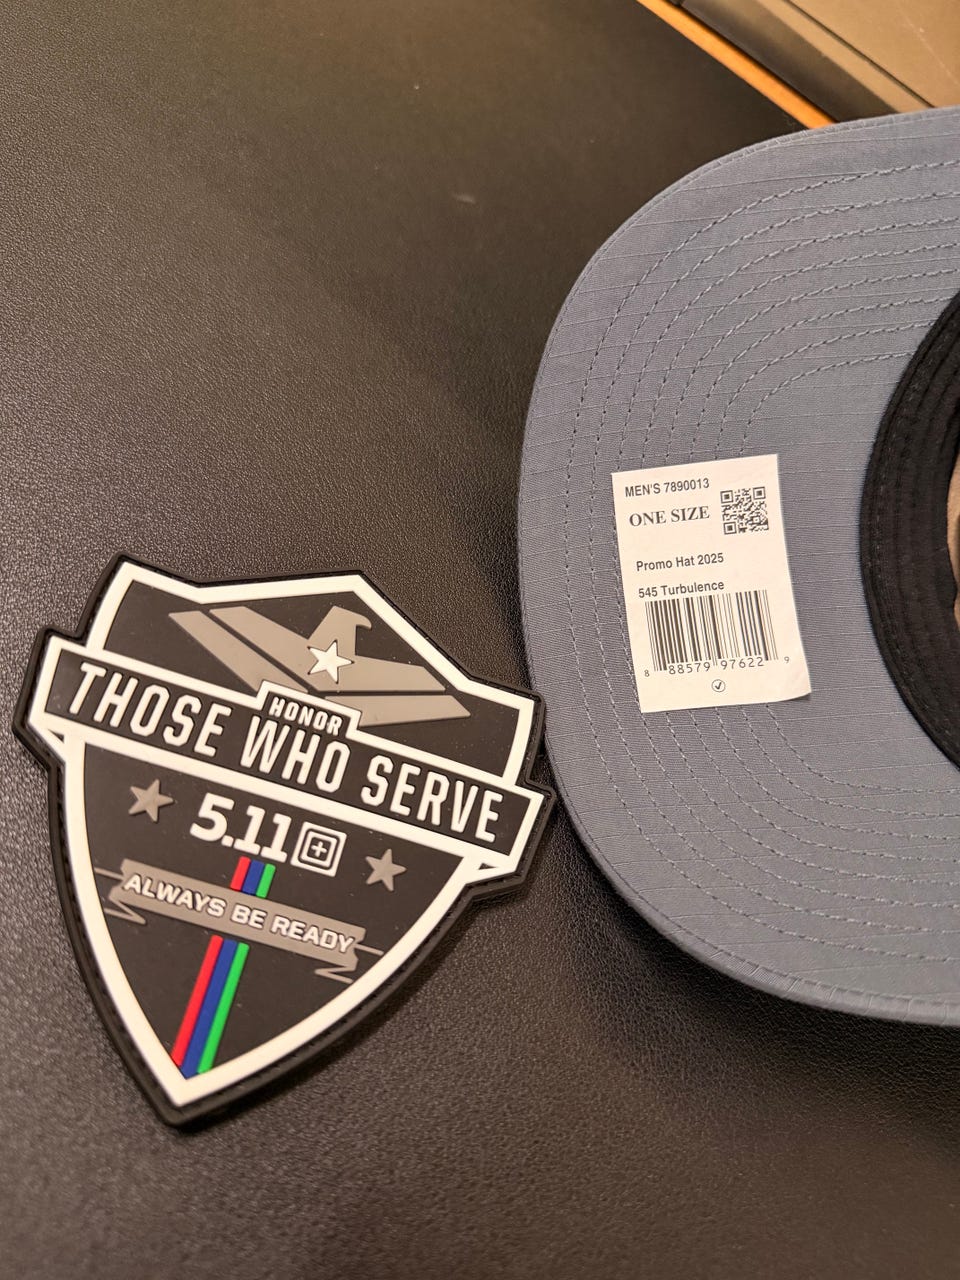 HONOR
THOSE WHO SERVE
5.11
ALWAYS BE READY
MEN'S 7890013
ONE SIZE
Promo Hat 2025
545 Turbulence
8 88579 97622 9